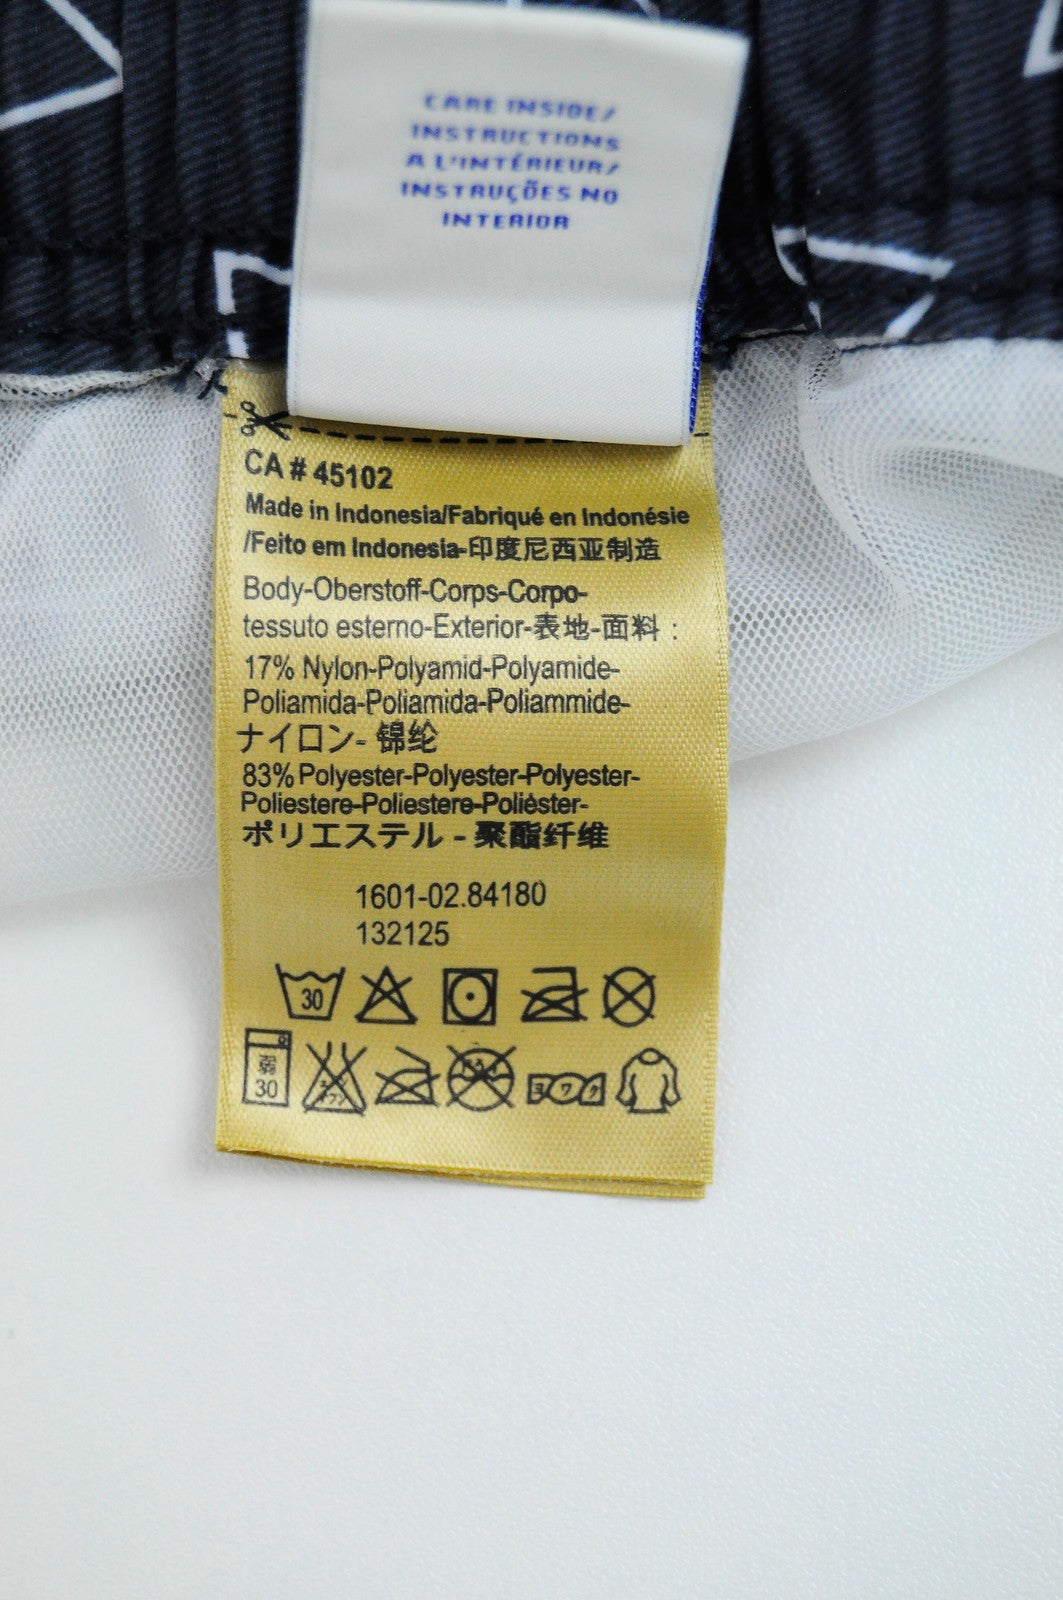 CARE INSIDE/
INSTRUCTIONS
À L'INTÉRIEUR/
INSTRUÇÕES NO
INTERIOR
CA # 45102
Made in Indonesia/Fabriqué en Indonésie
/Feito em Indonesia-印度尼西亚制造
Body-Oberstoff-Corps-Corpo-
tessuto esterno-Exterior-表地-面料 :
17% Nylon-Polyamid-Polyamide-
Poliamida-Poliamida-Poliammide-
ナイロン- 锦纶
83% Polyester-Polyester-Polyester-
Poliestere-Poliestere-Poliéster-
ポリエステル - 聚酯纤维
1601-02.84180
132125
30
弱
30
ヨワク